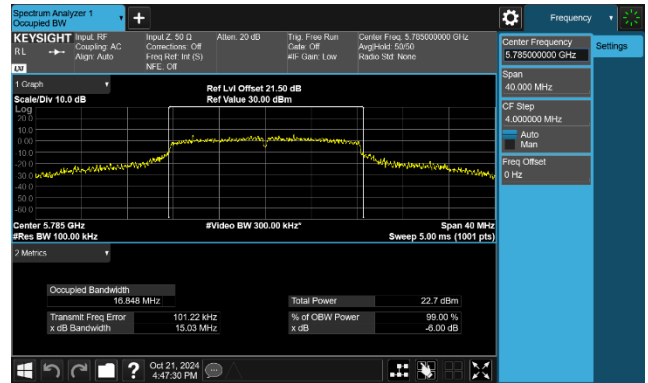 Spectrum Analyzer 1
Occupied BW
Frequency
KEYSIGHT
RL
LXI
Input: RF
Coupling: AC
Align: Auto
Input Z: 50 Ω
Corrections: Off
Freq Ref: Int (S)
NFE: Off
Atten: 20 dB
Trig: Free Run
Gate: Off
#IF Gain: Low
Center Freq: 5.785000000 GHz
Avg|Hold: 50/50
Radio Std: None
Center Frequency
5.785000000 GHz
Settings
Span
40.000 MHz
CF Step
4.000000 MHz
Auto
Man
Freq Offset
0 Hz
1 Graph
Scale/Div 10.0 dB
Ref Lvl Offset 21.50 dB
Ref Value 30.00 dBm
Log
20.0
10.0
0.00
-10.0
-20.0
-30.0
-40.0
-50.0
-60.0
Center 5.785 GHz
#Res BW 100.00 kHz
#Video BW 300.00 kHz*
Span 40 MHz
Sweep 5.00 ms (1001 pts)
2 Metrics
Occupied Bandwidth
16.848 MHz
Total Power 22.7 dBm
Transmit Freq Error 101.22 kHz
% of OBW Power 99.00 %
x dB Bandwidth 15.03 MHz
x dB -6.00 dB
?
Oct 21, 2024
4:47:30 PM